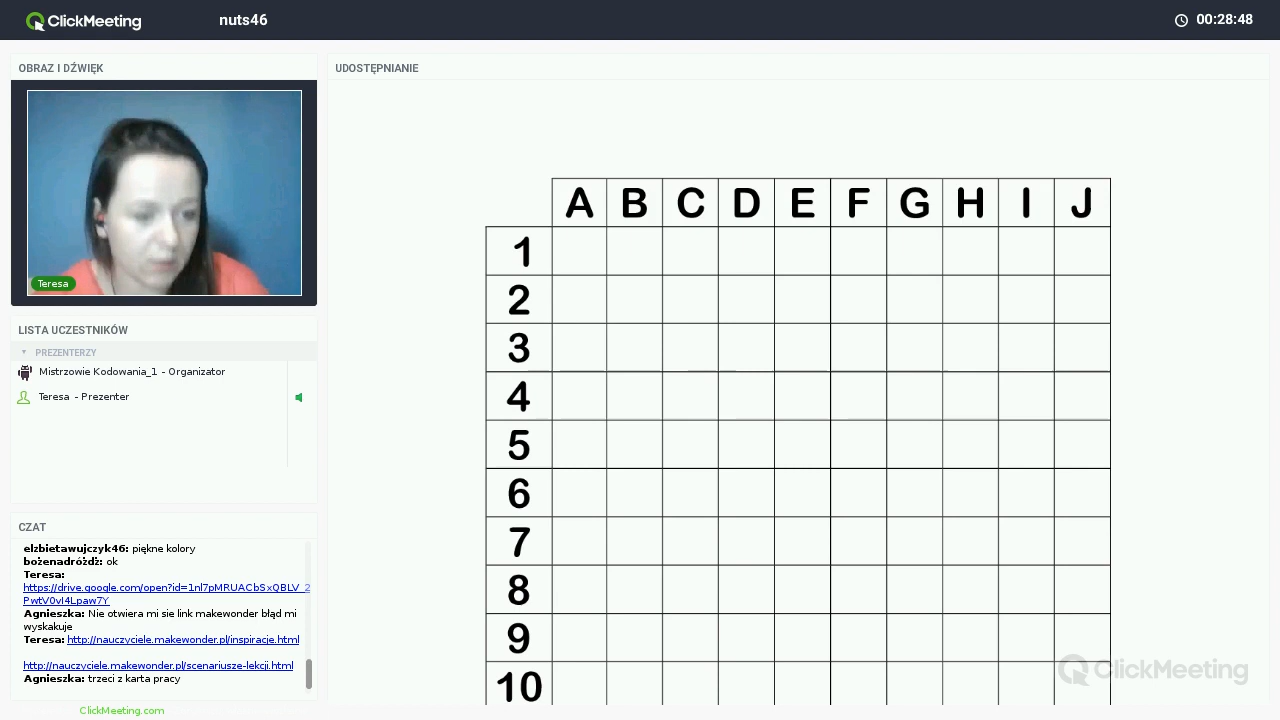 ClickMeeting
nuts46
00:28:48
OBRAZ I DŹWIĘK
Teresa
LISTA UCZESTNIKÓW
PREZENTERZY
Mistrzowie Kodowania_1 - Organizator
Teresa - Prezenter
CZAT
elzbietawujczyk46: piękne kolory
bożenadróżdż: ok
Teresa:
https://drive.google.com/open?id=1nl7pMRUACbSxQBLV_2
PwtV0vI4Lpaw7Y
Agnieszka: Nie otwiera mi sie link makewonder błąd mi
wyskakuje
Teresa: http://nauczyciele.makewonder.pl/inspiracje.html
http://nauczyciele.makewonder.pl/scenariusze-lekcji.html
Agnieszka: trzeci z karta pracy
ClickMeeting.com
UDOSTĘPNIANIE
A B C D E F G H I J
1
2
3
4
5
6
7
8
9
10
ClickMeeting